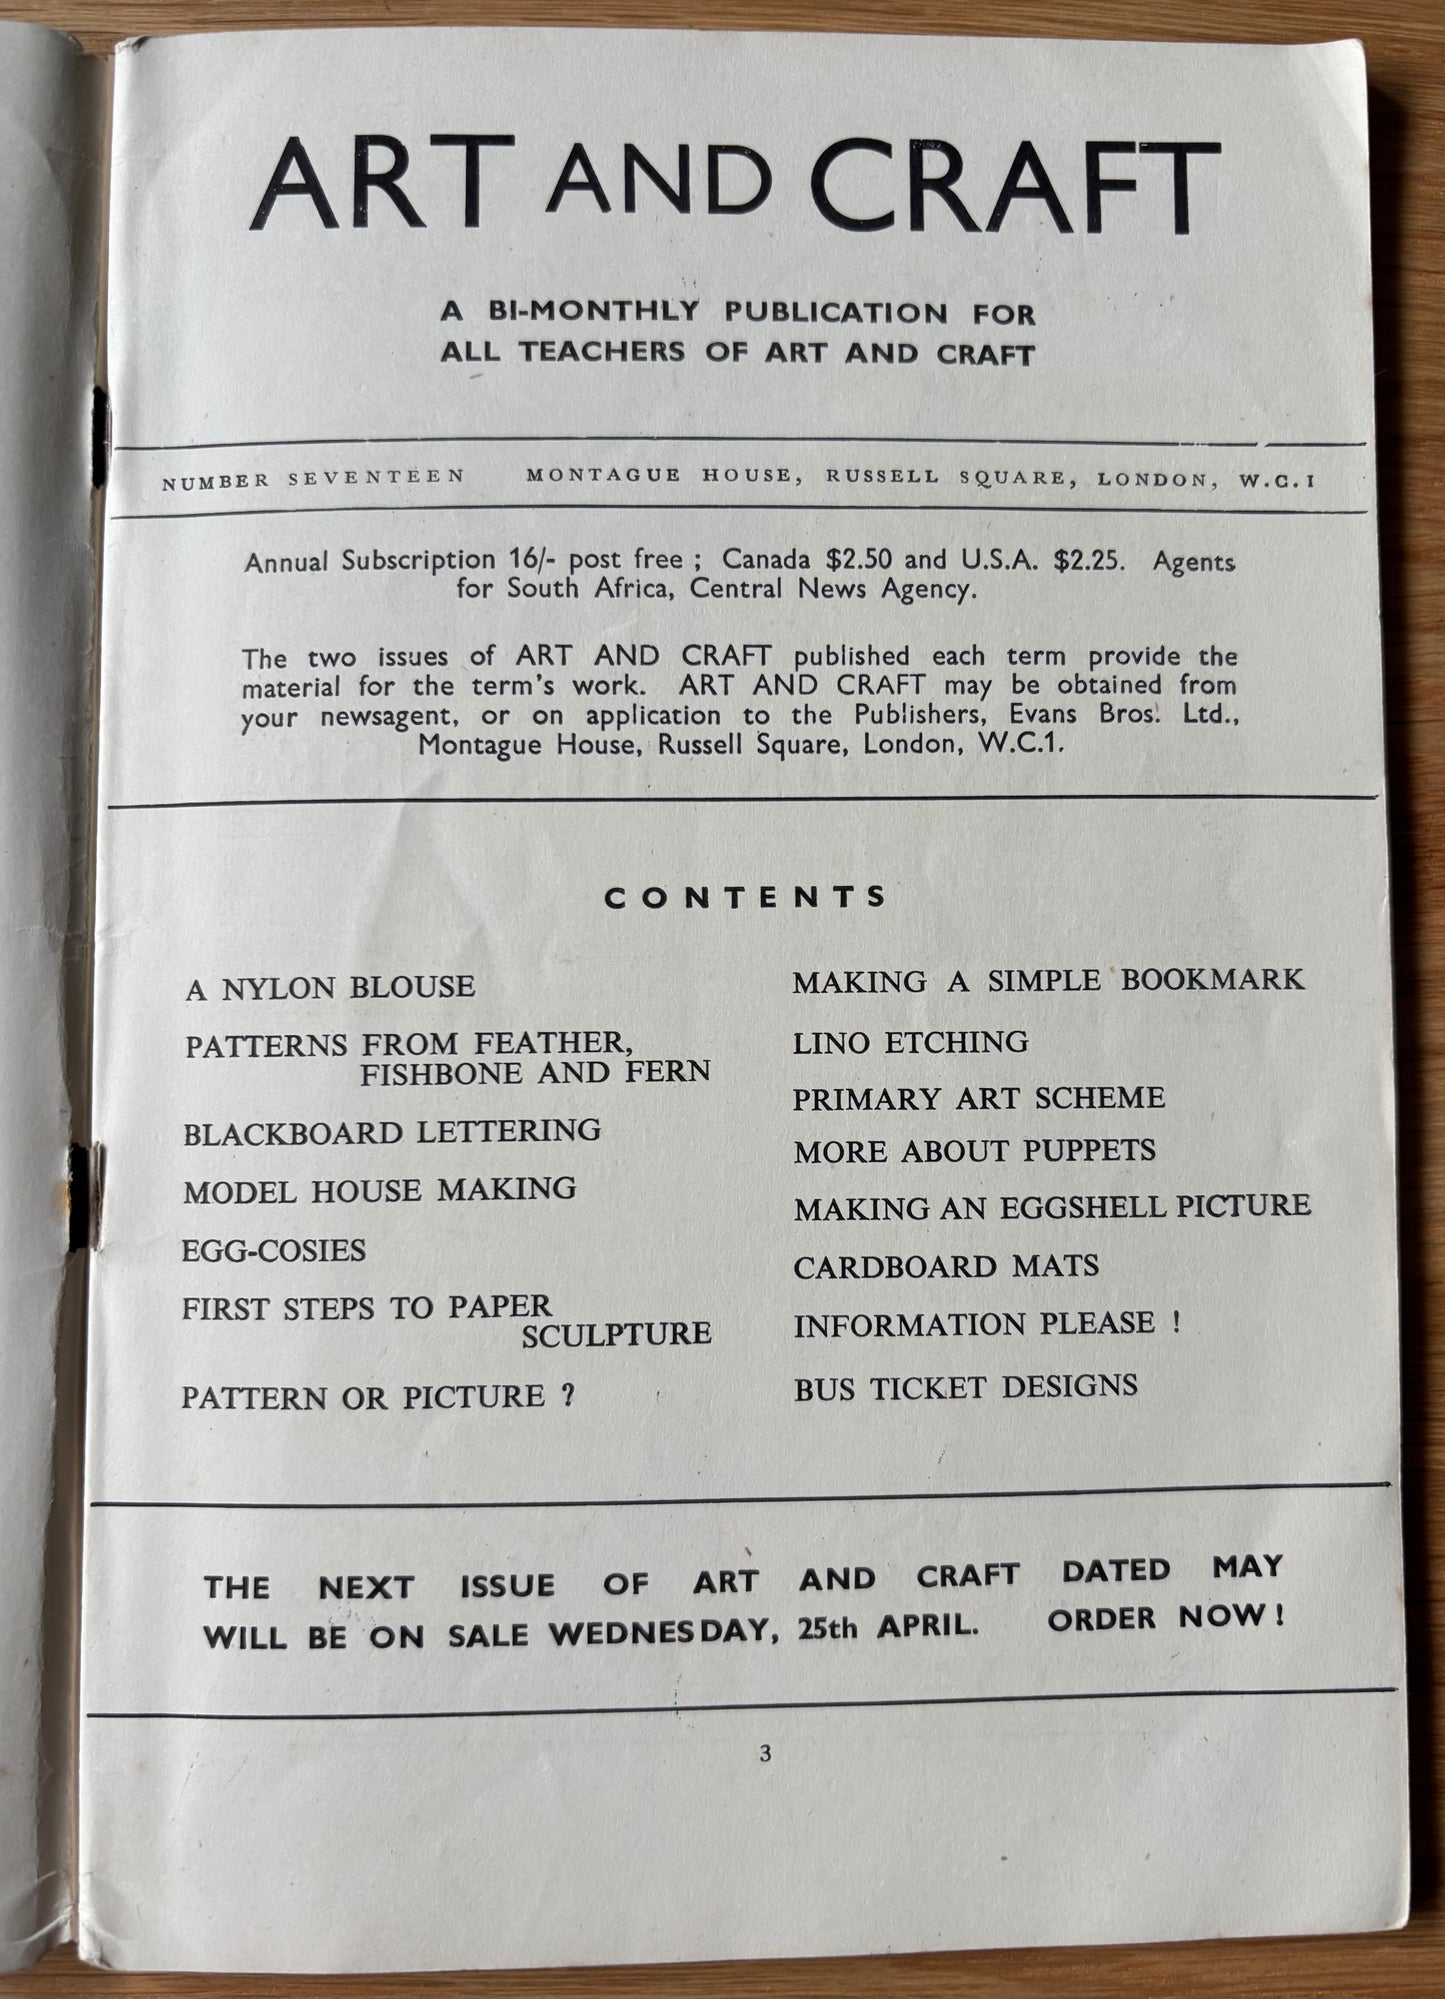 ART AND CRAFT
A BI-MONTHLY PUBLICATION FOR
ALL TEACHERS OF ART AND CRAFT
NUMBER SEVENTEEN MONTAGUE HOUSE, RUSSELL SQUARE, LONDON, W.C.1
Annual Subscription 16/- post free ; Canada $2.50 and U.S.A. $2.25. Agents
for South Africa, Central News Agency.
The two issues of ART AND CRAFT published each term provide the
material for the term's work. ART AND CRAFT may be obtained from
your newsagent, or on application to the Publishers, Evans Bros. Ltd.,
Montague House, Russell Square, London, W.C.1.
CONTENTS
A NYLON BLOUSE
PATTERNS FROM FEATHER,
FISHBONE AND FERN
BLACKBOARD LETTERING
MODEL HOUSE MAKING
EGG-COSIES
FIRST STEPS TO PAPER
SCULPTURE
PATTERN OR PICTURE ?
MAKING A SIMPLE BOOKMARK
LINO ETCHING
PRIMARY ART SCHEME
MORE ABOUT PUPPETS
MAKING AN EGGSHELL PICTURE
CARDBOARD MATS
INFORMATION PLEASE !
BUS TICKET DESIGNS
THE NEXT ISSUE OF ART AND CRAFT DATED MAY
WILL BE ON SALE WEDNESDAY, 25th APRIL. ORDER NOW !
3